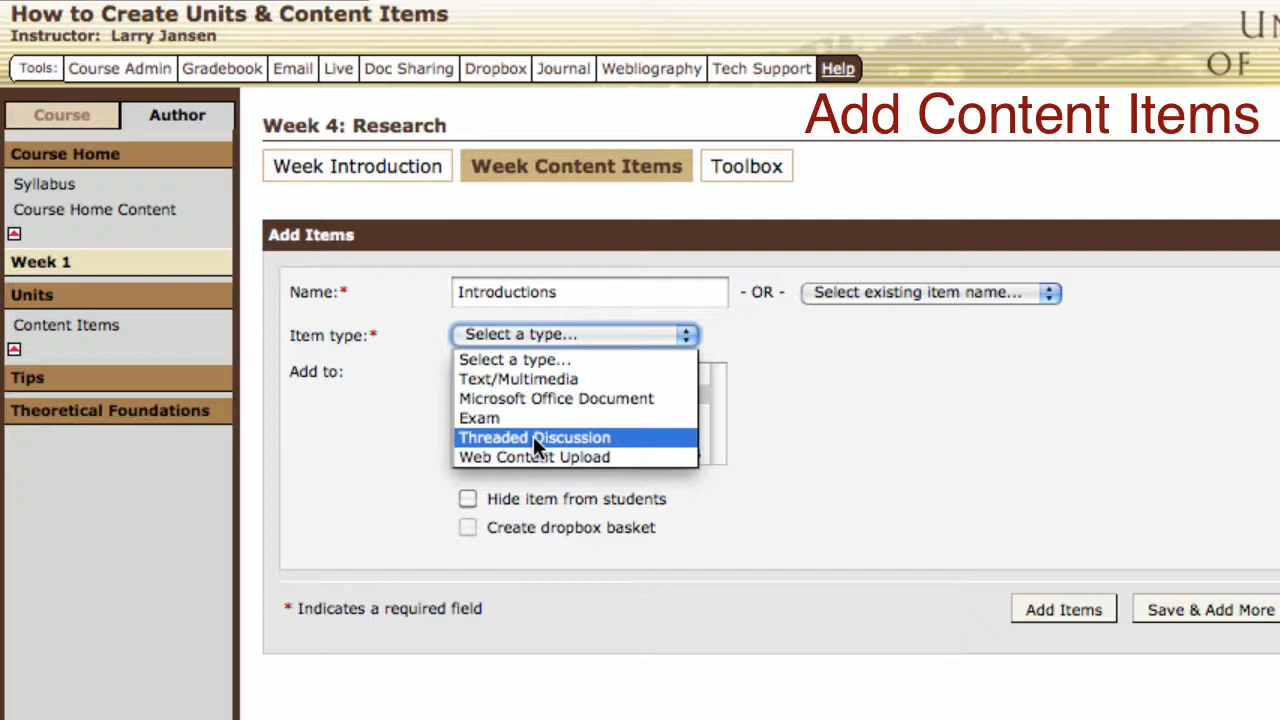 How to Create Units & Content Items
Instructor: Larry Jansen
OF
Tools: Course Admin Gradebook Email Live Doc Sharing Dropbox Journal Webliography Tech Support Help
Add Content Items
Course Author
Course Home
Syllabus
Course Home Content
Week 1
Units
Content Items
Tips
Theoretical Foundations
Week 4: Research
Week Introduction Week Content Items Toolbox
Add Items
Name:* Introductions - OR - Select existing item name...
Item type:* Select a type...
Add to:
Select a type...
Text/Multimedia
Microsoft Office Document
Exam
Threaded Discussion
Web Content Upload
Hide item from students
Create dropbox basket
* Indicates a required field
Add Items Save & Add More